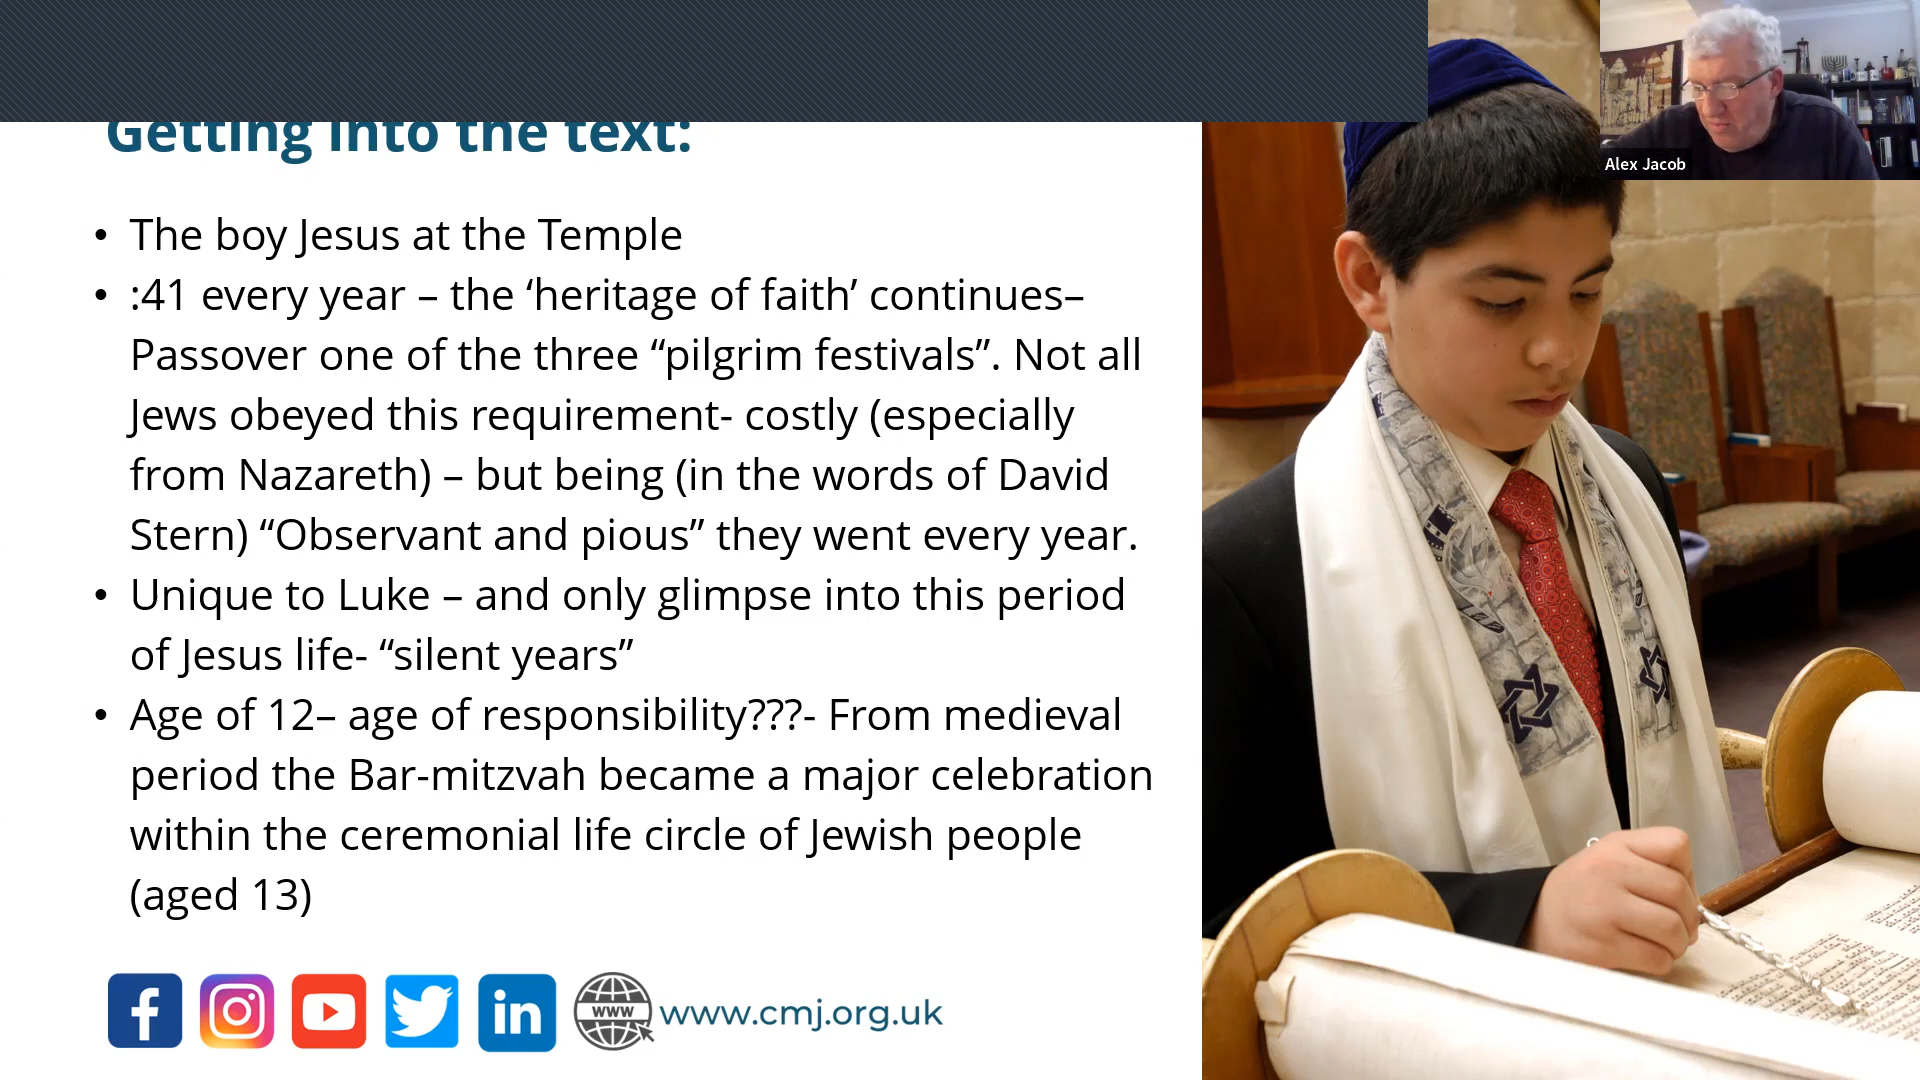 Getting into the text:
• The boy Jesus at the Temple
• :41 every year – the ‘heritage of faith’ continues–
Passover one of the three “pilgrim festivals”. Not all
Jews obeyed this requirement- costly (especially
from Nazareth) – but being (in the words of David
Stern) “Observant and pious” they went every year.
• Unique to Luke – and only glimpse into this period
of Jesus life- “silent years”
• Age of 12– age of responsibility???- From medieval
period the Bar-mitzvah became a major celebration
within the ceremonial life circle of Jewish people
(aged 13)
www
www.cmj.org.uk
Alex Jacob